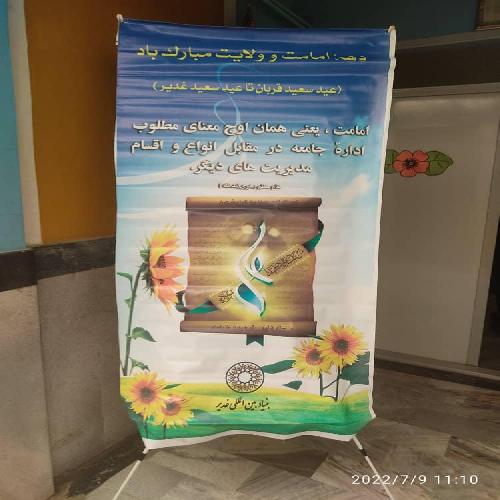 دهه امامت و ولایت مبارک باد
(عید سعید قربان تا عید سعید غدیر)
امامت ، یعنی همان اوج معنای مطلوب
ادارهٔ جامعه در مقابل انواع و اقسام
مدیریت های دیگر.
بنیاد بین المللی غدیر
2022/7/9 11:10